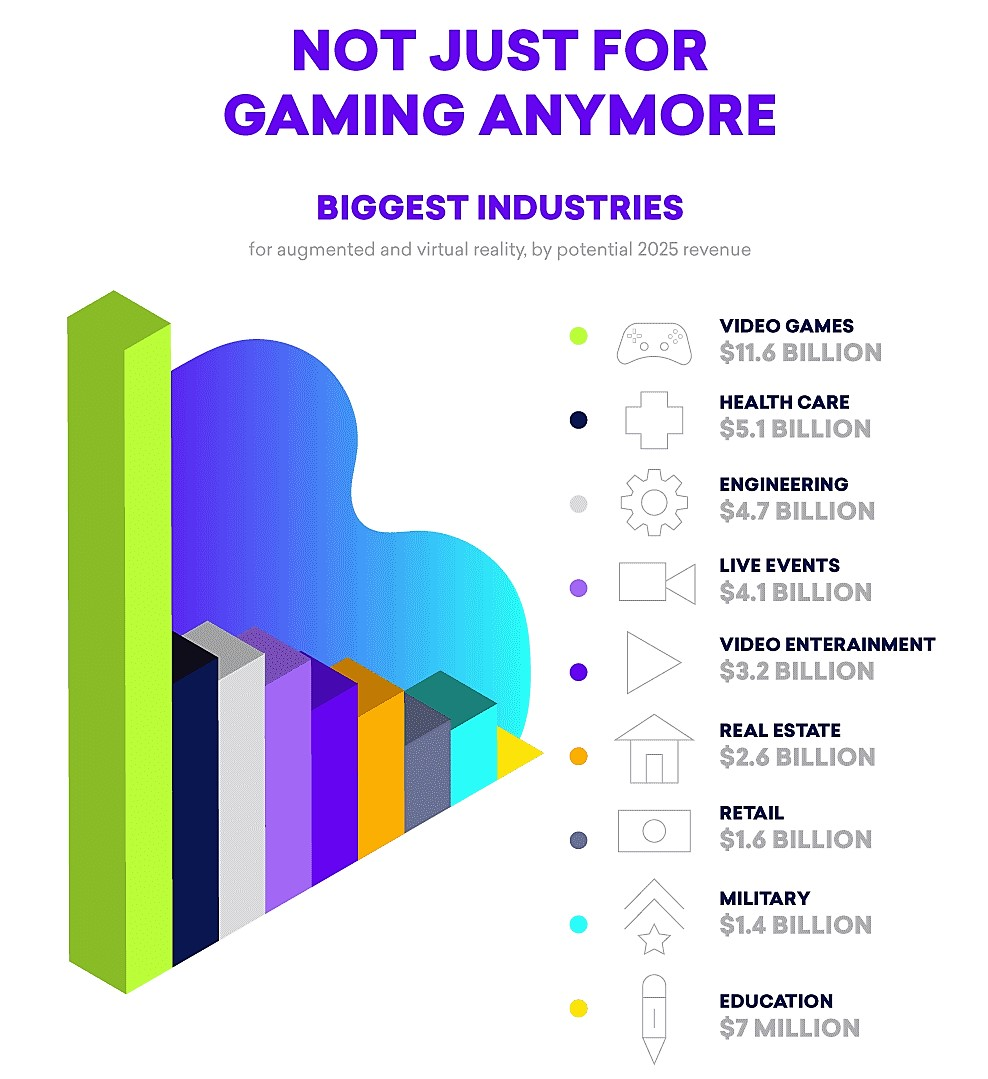 NOT JUST FOR
GAMING ANYMORE
BIGGEST INDUSTRIES
for augmented and virtual reality, by potential 2025 revenue
VIDEO GAMES
$11.6 BILLION
HEALTH CARE
$5.1 BILLION
ENGINEERING
$4.7 BILLION
LIVE EVENTS
$4.1 BILLION
VIDEO ENTERAINMENT
$3.2 BILLION
REAL ESTATE
$2.6 BILLION
RETAIL
$1.6 BILLION
MILITARY
$1.4 BILLION
EDUCATION
$7 MILLION